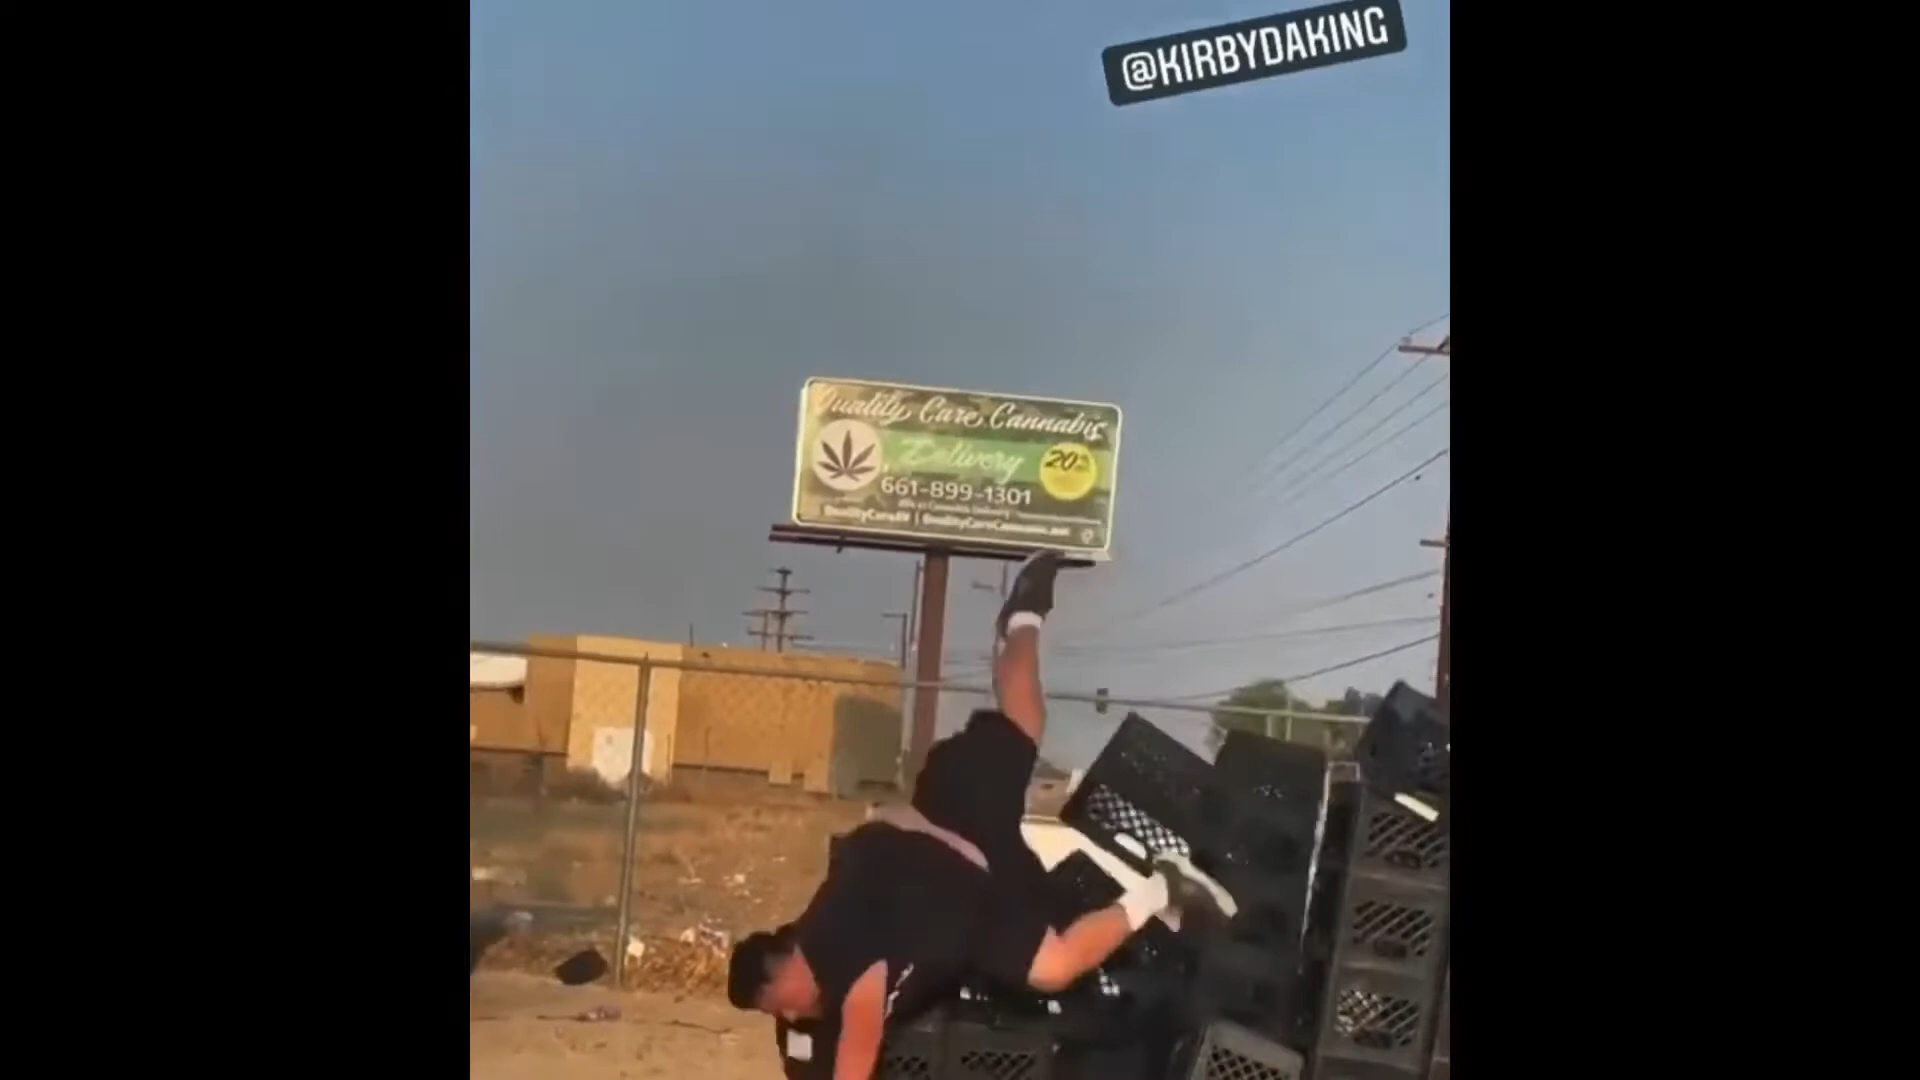 @KIRBYDAKING
Quality Care Cannabis
Delivery
20%
661-899-1301